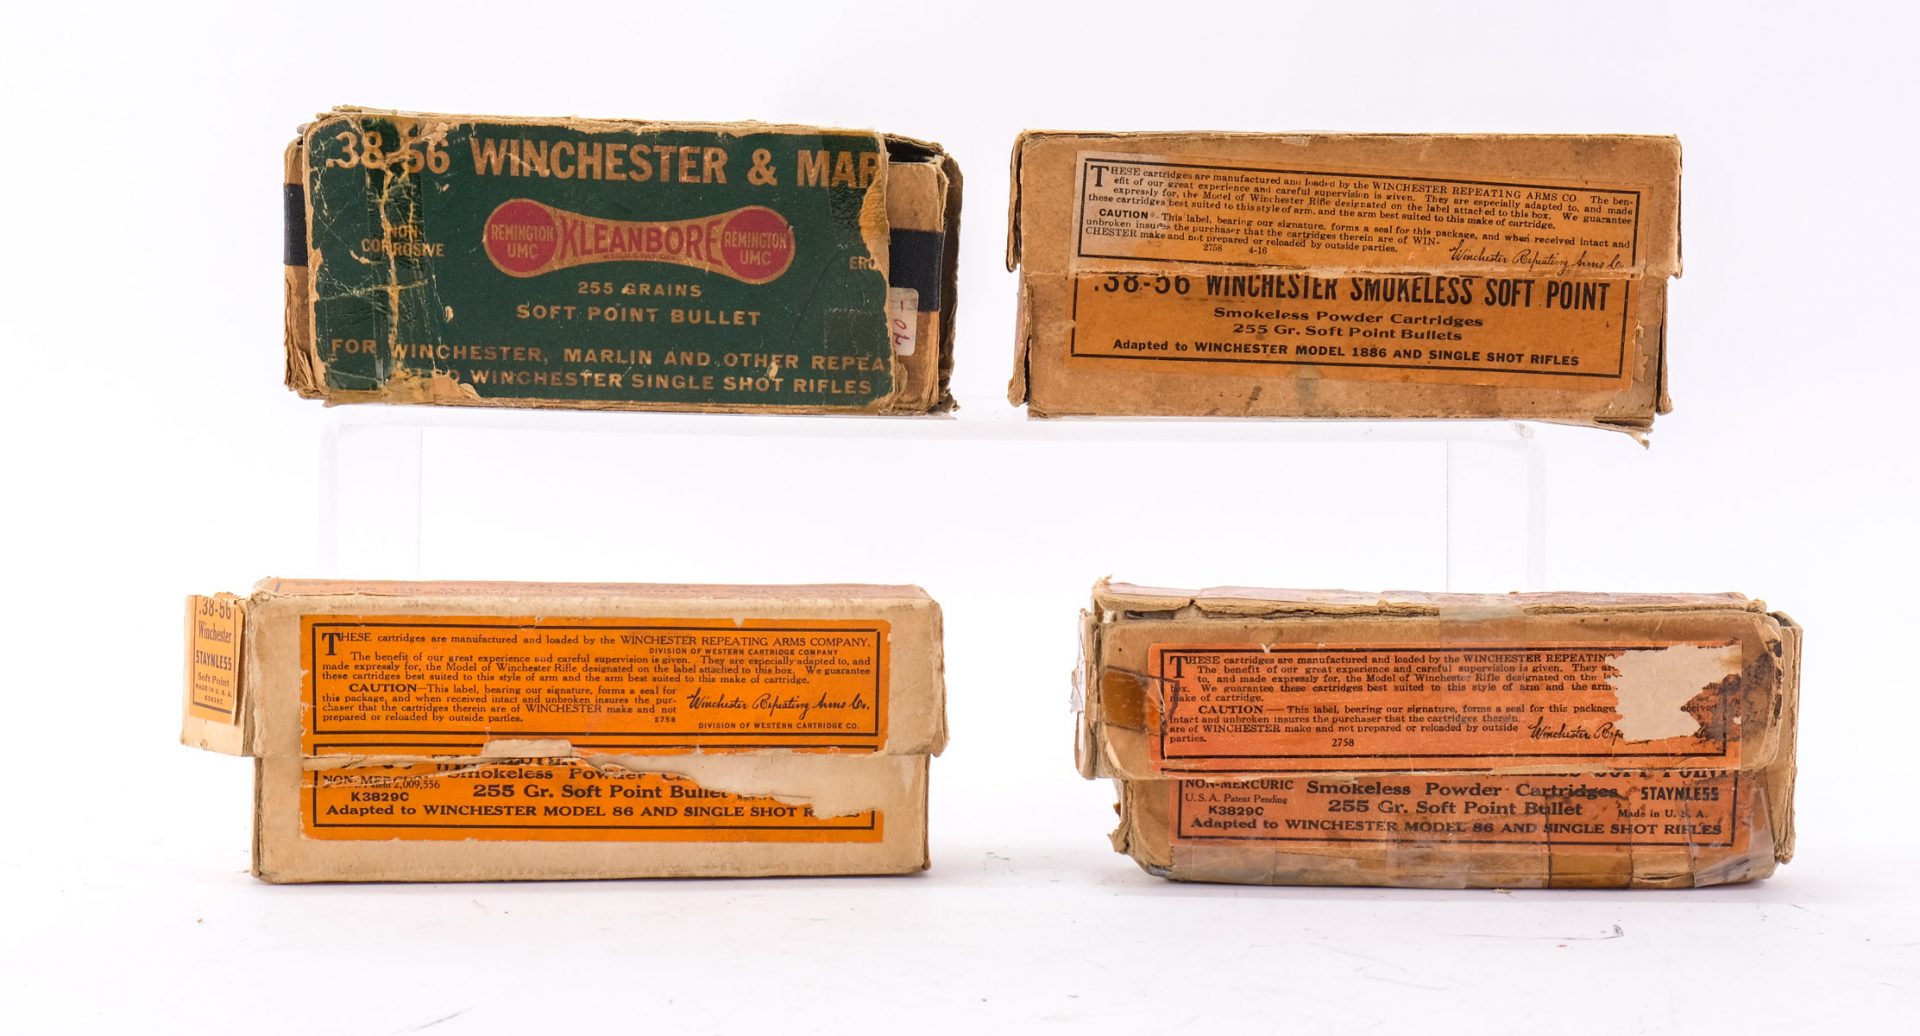 .38-56 WINCHESTER & MAR
NON
CORROSIVE
REMINGTON
UMC
KLEANBORE
REG. U.S. PAT. OFF.
REMINGTON
UMC
ERO
255 GRAINS
SOFT POINT BULLET
FOR WINCHESTER, MARLIN AND OTHER REPEA
WINCHESTER SINGLE SHOT RIFLES
THESE cartridges are manufactured and loaded by the WINCHESTER REPEATING ARMS CO. The ben-
efit of our great experience and careful supervision is given. They are especially adapted to, and made
expressly for, the Model of Winchester Rifle designated on the label attached to this box. We guarantee
these cartridges best suited to this style of arm, and the arm best suited to this make of cartridge.
CAUTION—This label, bearing our signature, forms a seal for this package, and when received intact and
unbroken insures the purchaser that the cartridges therein are of WIN-
CHESTER make and not prepared or reloaded by outside parties.
2758 4-16
Winchester Repeating Arms Co.
.38-56 WINCHESTER SMOKELESS SOFT POINT
Smokeless Powder Cartridges
255 Gr. Soft Point Bullets
Adapted to WINCHESTER MODEL 1886 AND SINGLE SHOT RIFLES
.38-56
Winchester
STAYNLESS
Soft Point
MADE IN U.S.A.
K3829C
THESE cartridges are manufactured and loaded by the WINCHESTER REPEATING ARMS COMPANY.
DIVISION OF WESTERN CARTRIDGE COMPANY
The benefit of our great experience and careful supervision is given. They are especially adapted to, and
made expressly for, the Model of Winchester Rifle designated on the label attached to this box. We guarantee
these cartridges best suited to this style of arm and the arm best suited to this make of cartridge.
CAUTION—This label, bearing our signature, forms a seal for
this package, and when received intact and unbroken insures the pur-
chaser that the cartridges therein are of WINCHESTER make and not
prepared or reloaded by outside parties. 2758
Winchester Repeating Arms Co.
DIVISION OF WESTERN CARTRIDGE CO.
NON-MERCURIC Smokeless Powder Ca
Patent 2,009,556
K3829C 255 Gr. Soft Point Bullet
Adapted to WINCHESTER MODEL 86 AND SINGLE SHOT R
THESE cartridges are manufactured and loaded by the WINCHESTER REPEATIN
The benefit of our great experience and careful supervision is given. They ar
to, and made expressly for, the Model of Winchester Rifle designated on the
box. We guarantee these cartridges best suited to this style of arm and the arm
make of cartridge.
CAUTION—This label, bearing our signature, forms a seal for this package, eceived
intact and unbroken insures the purchaser that the cartridges therein
are of WINCHESTER make and not prepared or reloaded by outside
parties. 2758
Winchester Rep Co.
SOFT POINT
NON-MERCURIC Smokeless Powder Cartridges STAYNLESS
U.S.A. Patent Pending
K3829C 255 Gr. Soft Point Bullet Made in U.S.A.
Adapted to WINCHESTER MODEL 86 AND SINGLE SHOT RIFLES